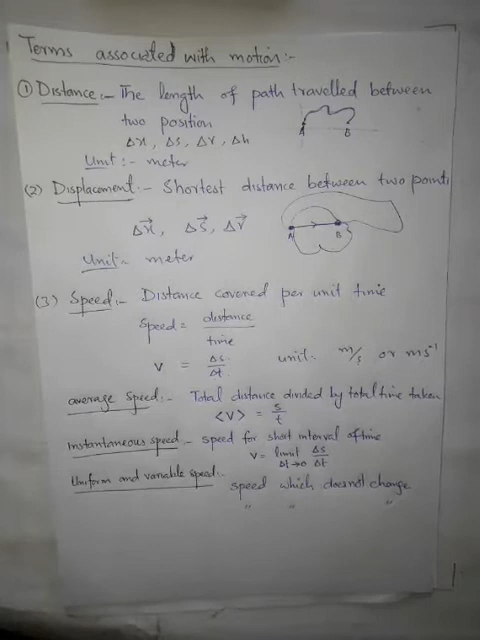 Terms associated with motion:-
① Distance:- The length of path travelled between
two position
Δx, Δs, Δr, Δh
A B
Unit:- meter
(2) Displacement:- Shortest distance between two points
Δx⃗, Δs⃗, Δr⃗
A B
Unit:- meter
(3) Speed:- Distance covered per unit time
Speed = distance/time
v = Δs/Δt unit:- m/s or ms⁻¹
average speed:- Total distance divided by total time taken
<v> = s/t
instantaneous speed:- speed for short interval of time
v = limit Δt→0 Δs/Δt
Uniform and variable speed:-
speed which doesnot change
" " "